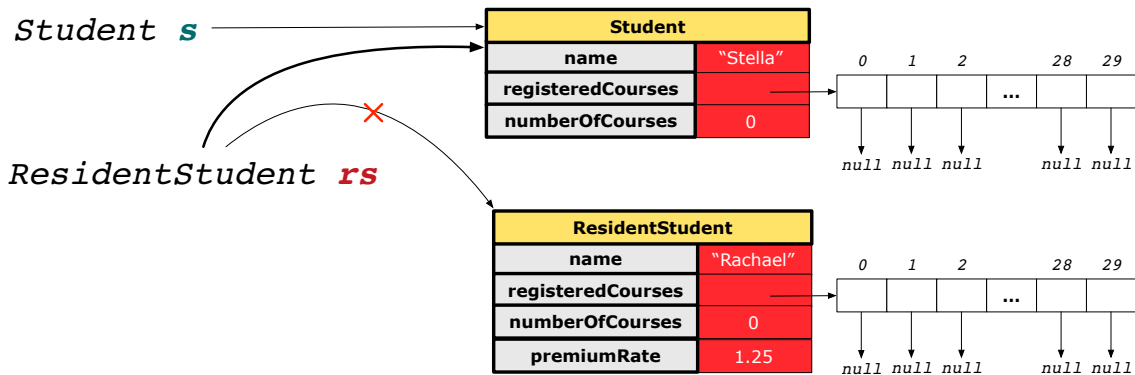 Student s
Student
name "Stella"
registeredCourses
numberOfCourses 0
0 1 2 28 29
...
null null null null null
ResidentStudent rs
ResidentStudent
name "Rachael"
registeredCourses
numberOfCourses 0
premiumRate 1.25
0 1 2 28 29
...
null null null null null